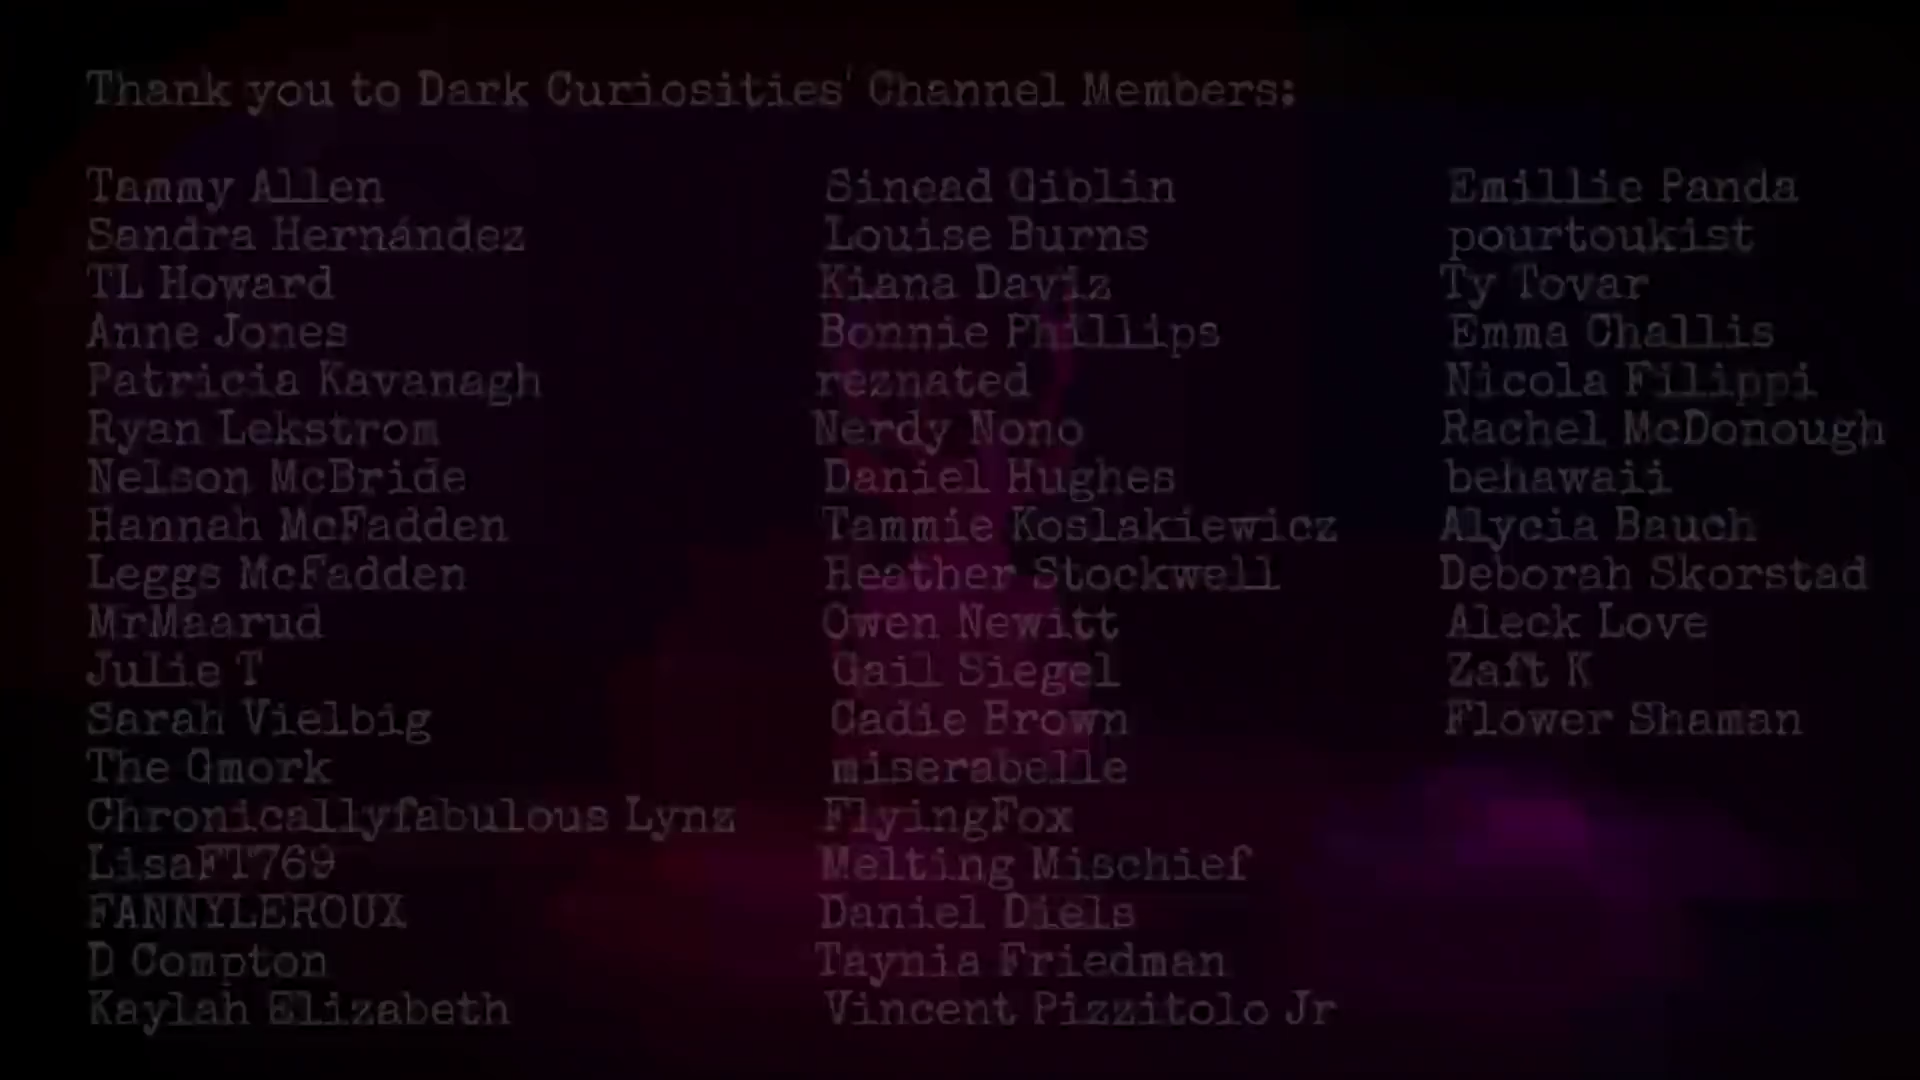 Thank you to Dark Curiosities' Channel Members:
Tammy Allen
Sandra Hernández
TL Howard
Anne Jones
Patricia Kavanagh
Ryan Lekstrom
Nelson McBride
Hannah McFadden
Leggs McFadden
MrMaarud
Julie T
Sarah Vielbig
The Gmork
Chronicallyfabulous Lynz
LisaFT769
FANNYLEROUX
D Compton
Kaylah Elizabeth
Sinead Giblin
Louise Burns
Kiana Daviz
Bonnie Phillips
reznated
Nerdy Nono
Daniel Hughes
Tammie Koslakiewicz
Heather Stockwell
Owen Newitt
Gail Siegel
Cadie Brown
miserabelle
FlyingFox
Melting Mischief
Daniel Diels
Taynia Friedman
Vincent Pizzitolo Jr
Emillie Panda
pourtoukist
Ty Tovar
Emma Challis
Nicola Filippi
Rachel McDonough
behawaii
Alycia Bauch
Deborah Skorstad
Aleck Love
Zaft K
Flower Shaman